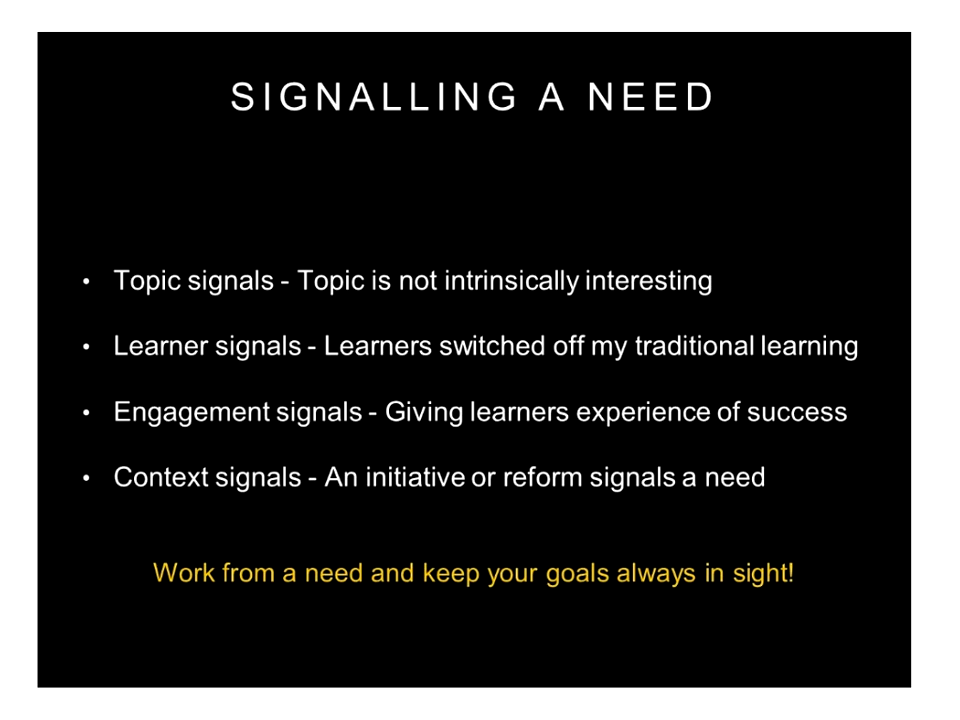 SIGNALLING A NEED
• Topic signals - Topic is not intrinsically interesting
• Learner signals - Learners switched off my traditional learning
• Engagement signals - Giving learners experience of success
• Context signals - An initiative or reform signals a need
Work from a need and keep your goals always in sight!